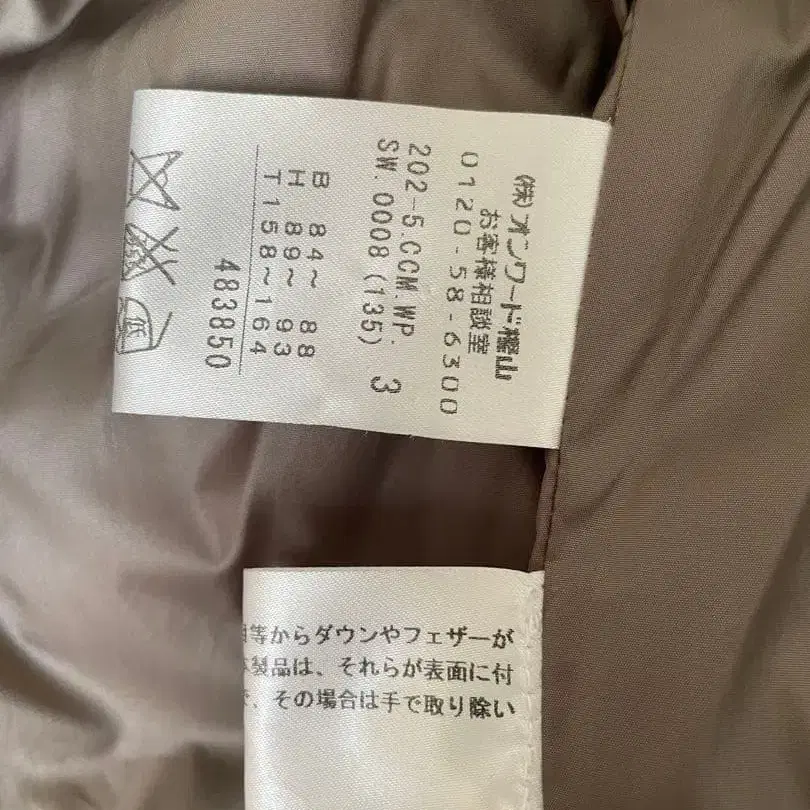 (株)オンワード樫山
お客様相談室
0120-58-6300
202-5.CCM.WP. 3
SW.0008(135)
B 84～ 88
H 89～ 93
T158～164
483850
低
等からダウンやフェザーが
製品は、それらが表面に付
、その場合は手で取り除い